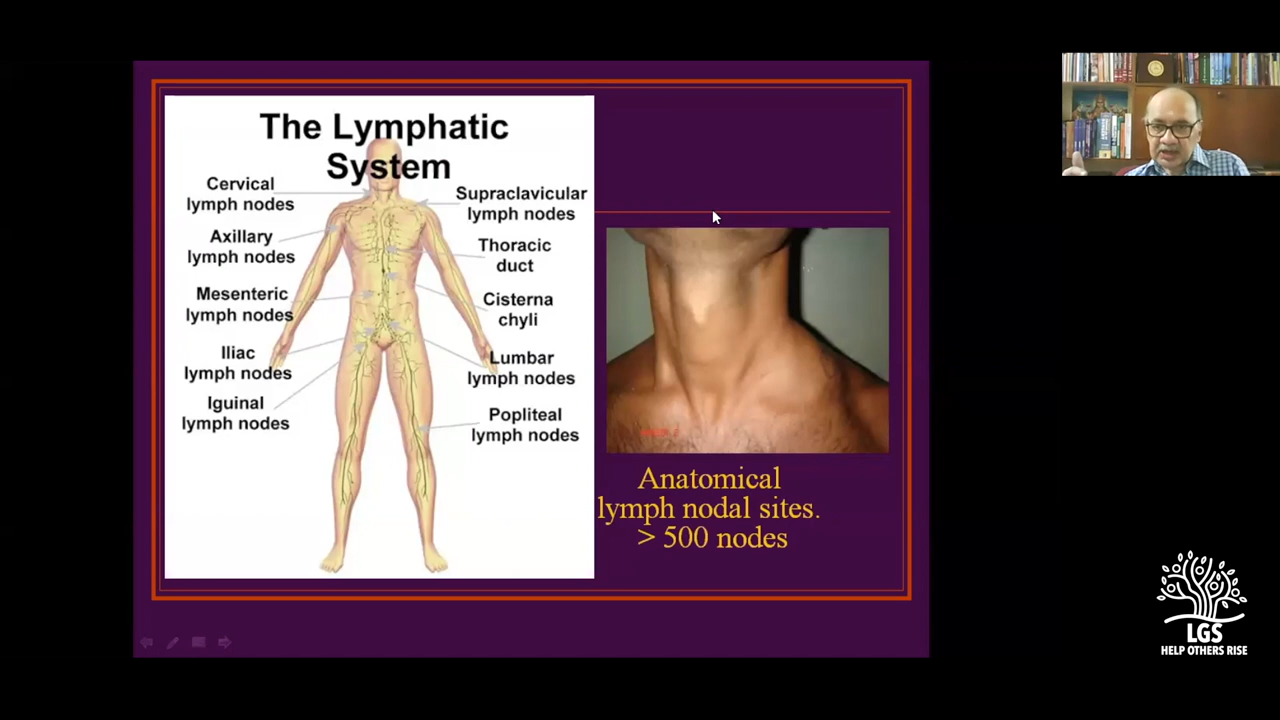 The Lymphatic
System
Cervical
lymph nodes
Axillary
lymph nodes
Mesenteric
lymph nodes
Iliac
lymph nodes
Iguinal
lymph nodes
Supraclavicular
lymph nodes
Thoracic
duct
Cisterna
chyli
Lumbar
lymph nodes
Popliteal
lymph nodes
Anatomical
lymph nodal sites.
> 500 nodes
LGS
HELP OTHERS RISE